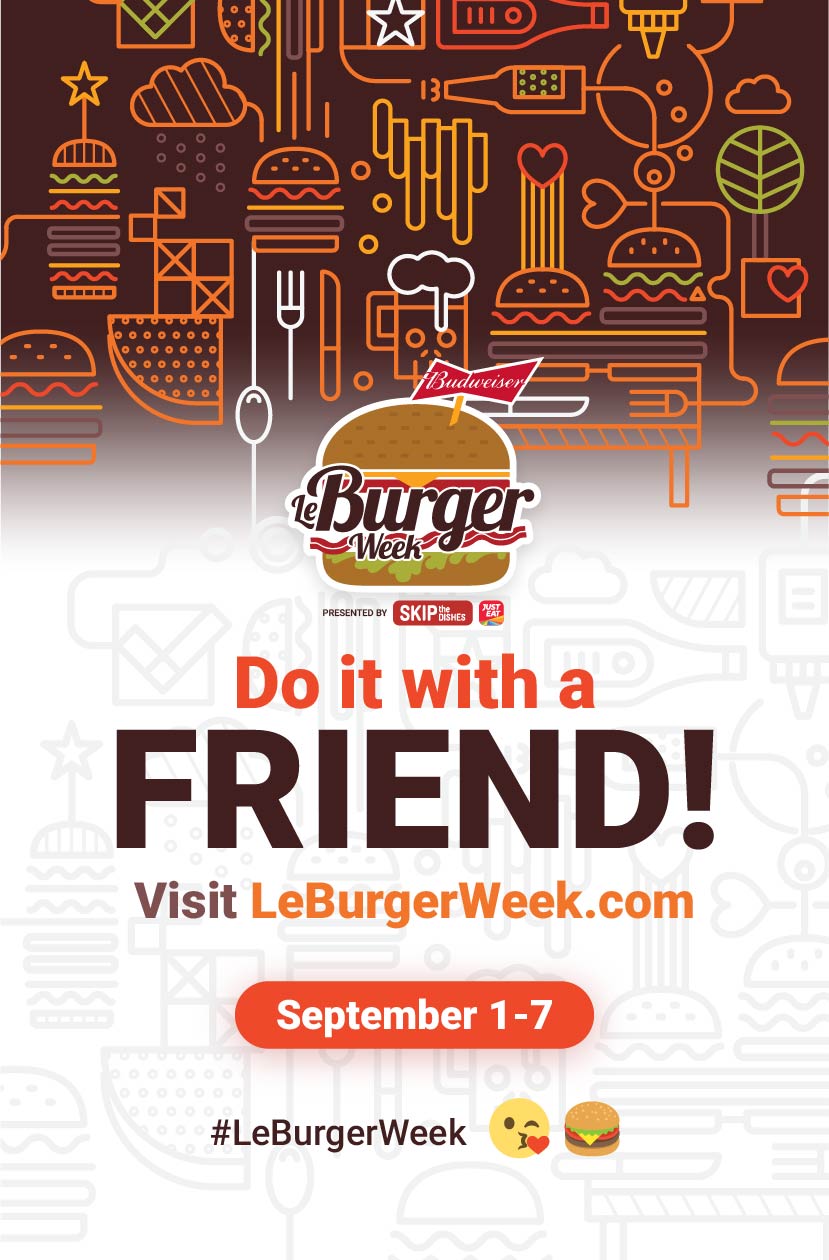 Budweiser
Le Burger
Week
PRESENTED BY SKIP the DISHES JUST EAT
Do it with a
FRIEND!
Visit LeBurgerWeek.com
September 1-7
#LeBurgerWeek